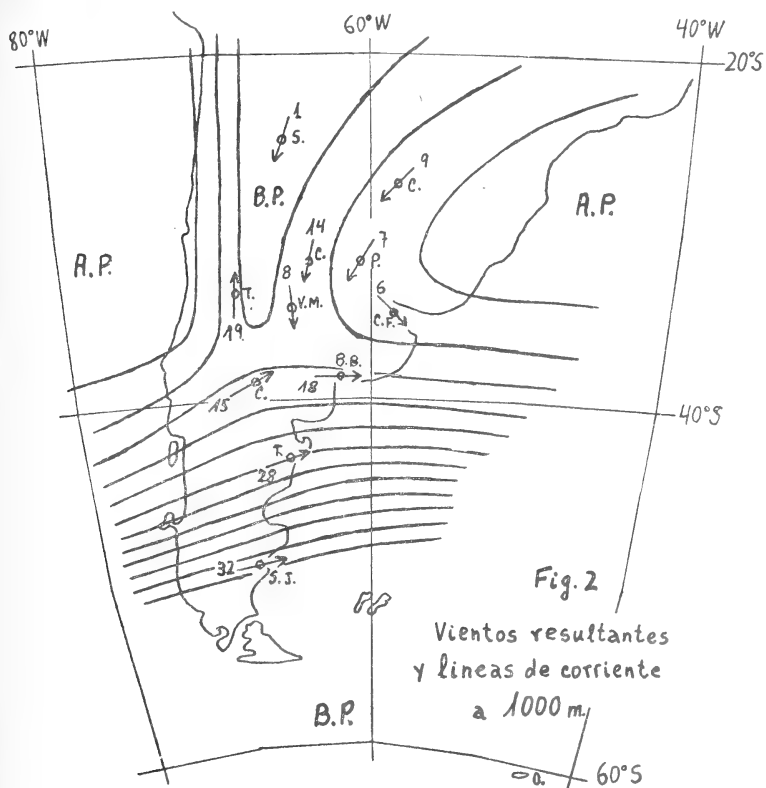 80°W
60°W
40°W
20°S
1
S.
9
C.
B.P.
A.P.
14
C.
7
P.
A.P.
8
V.M.
6
C.F.
T.
19
B.B.
18
15
C.
40°S
T.
28
32
S.J.
Fig. 2
Vientos resultantes
y lineas de corriente
a 1000 m.
B.P.
O.
60°S